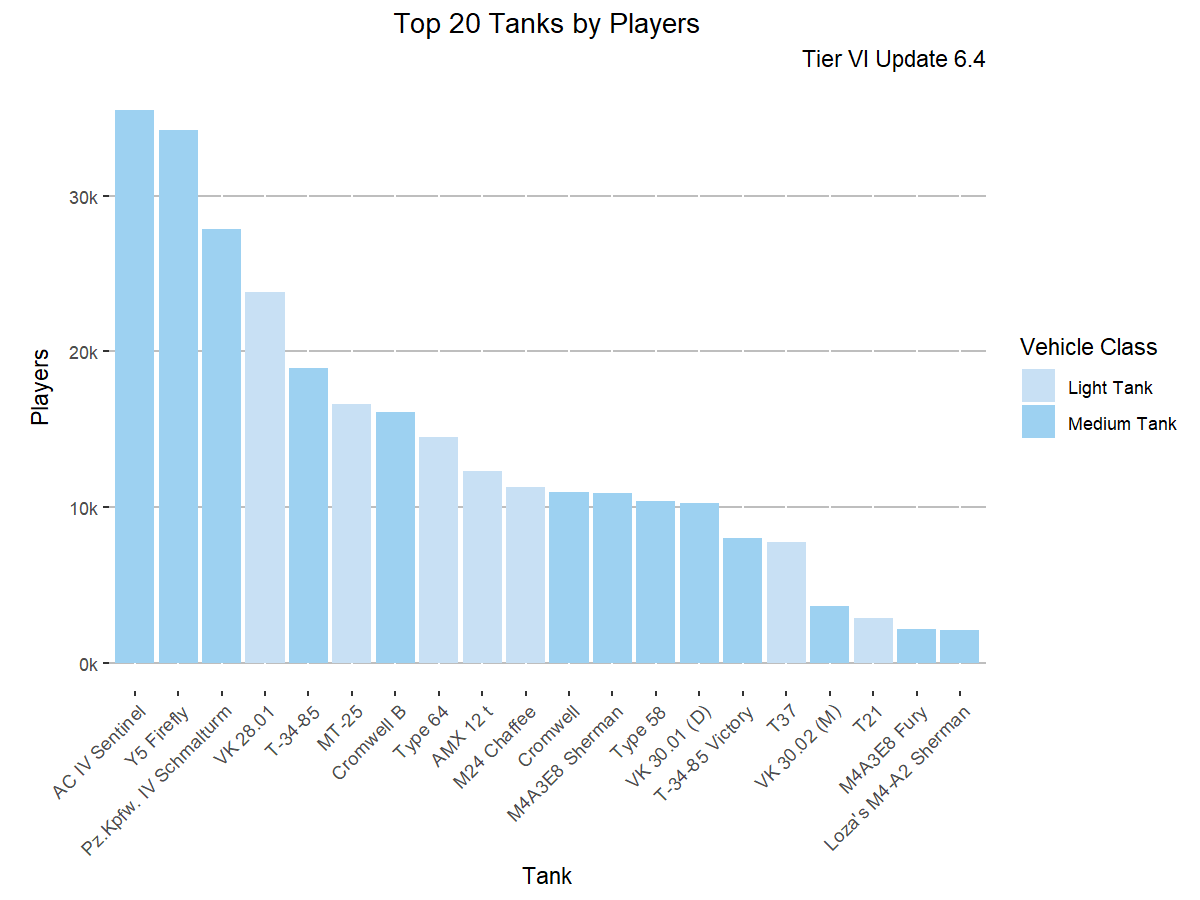 Top 20 Tanks by Players
Tier VI Update 6.4
Players
30k
20k
10k
0k
AC IV Sentinel
Y5 Firefly
Pz.Kpfw. IV Schmalturm
VK 28.01
T-34-85
MT-25
Cromwell B
Type 64
AMX 12 t
M24 Chaffee
Cromwell
M4A3E8 Sherman
Type 58
VK 30.01 (D)
T-34-85 Victory
T37
VK 30.02 (M)
T21
M4A3E8 Fury
Loza's M4-A2 Sherman
Tank
Vehicle Class
Light Tank
Medium Tank